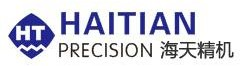 HT HAITIAN
PRECISION 海天精机